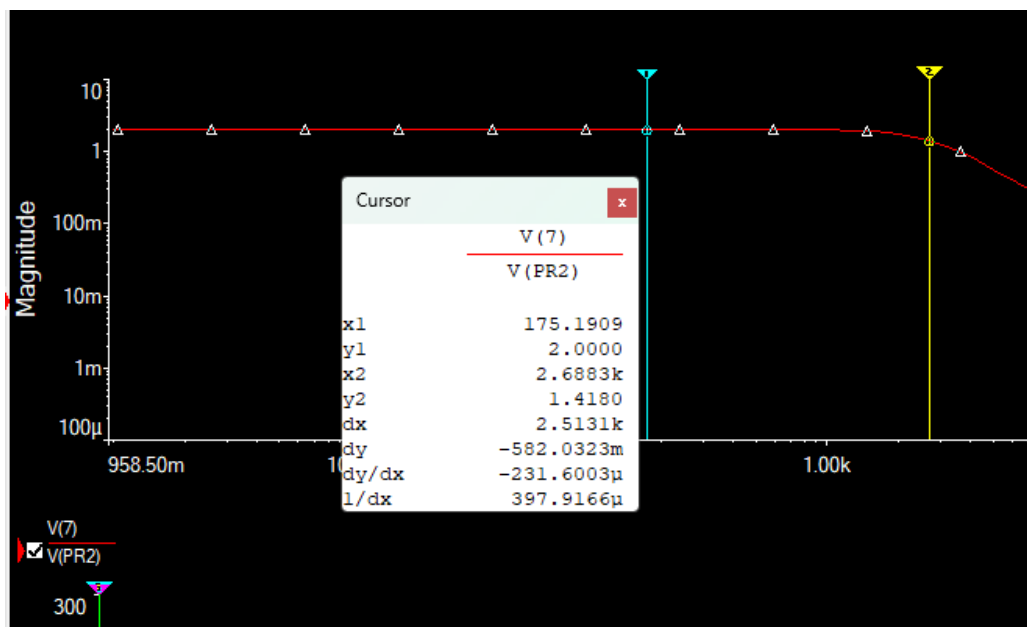 1
2
10
1
100m
10m
1m
100µ
Magnitude
958.50m
1.00k
Cursor
x
V(7)
V(PR2)
x1 175.1909
y1 2.0000
x2 2.6883k
y2 1.4180
dx 2.5131k
dy -582.0323m
dy/dx -231.6003µ
1/dx 397.9166µ
V(7)
V(PR2)
300